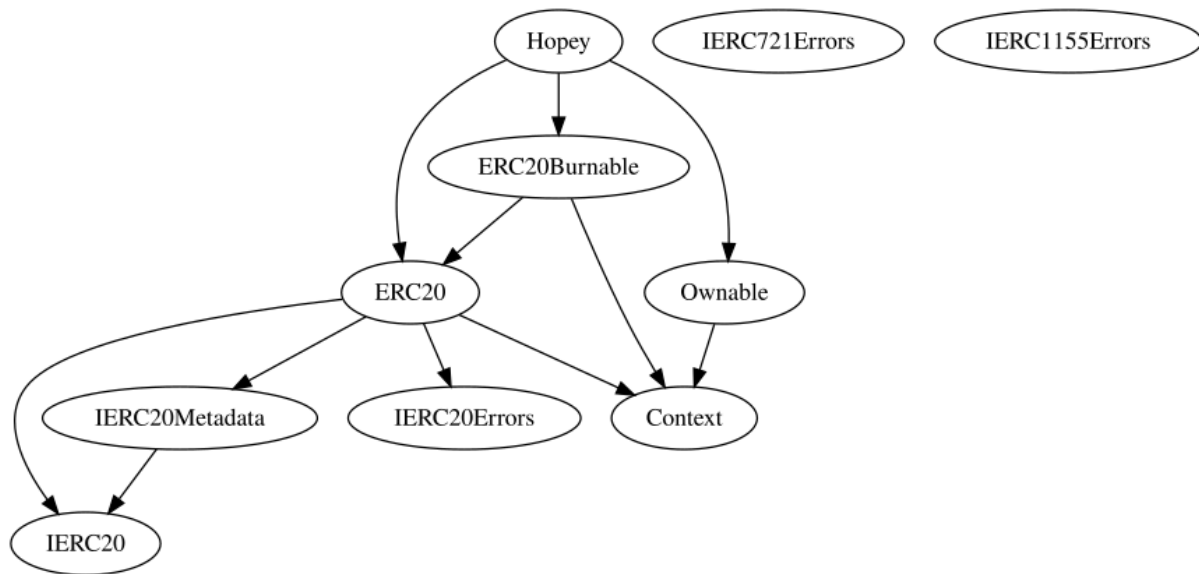 Hopey
IERC721Errors
IERC1155Errors
ERC20Burnable
ERC20
Ownable
IERC20Metadata
IERC20Errors
Context
IERC20